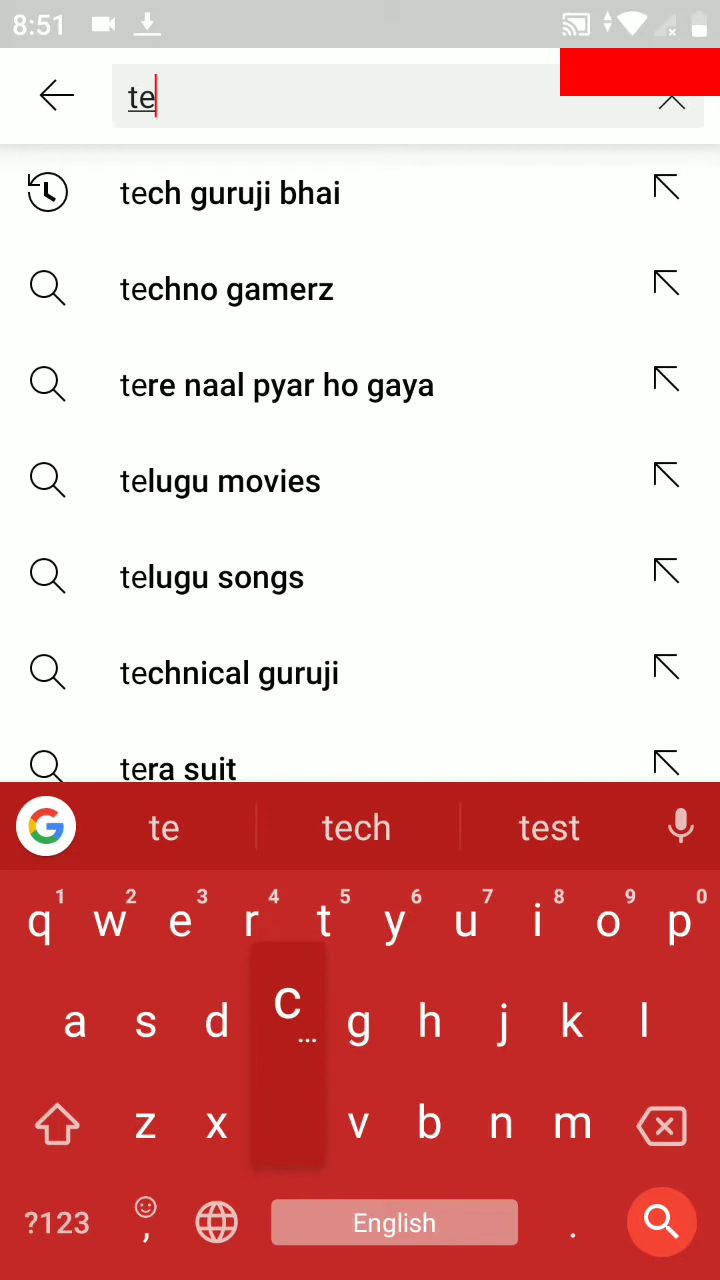 8:51
te
tech guruji bhai
techno gamerz
tere naal pyar ho gaya
telugu movies
telugu songs
technical guruji
tera suit
te tech test
1 2 3 4 5 6 7 8 9 0
q w e r t y u i o p
a s d c g h j k l
...
z x v b n m
?123 , English .